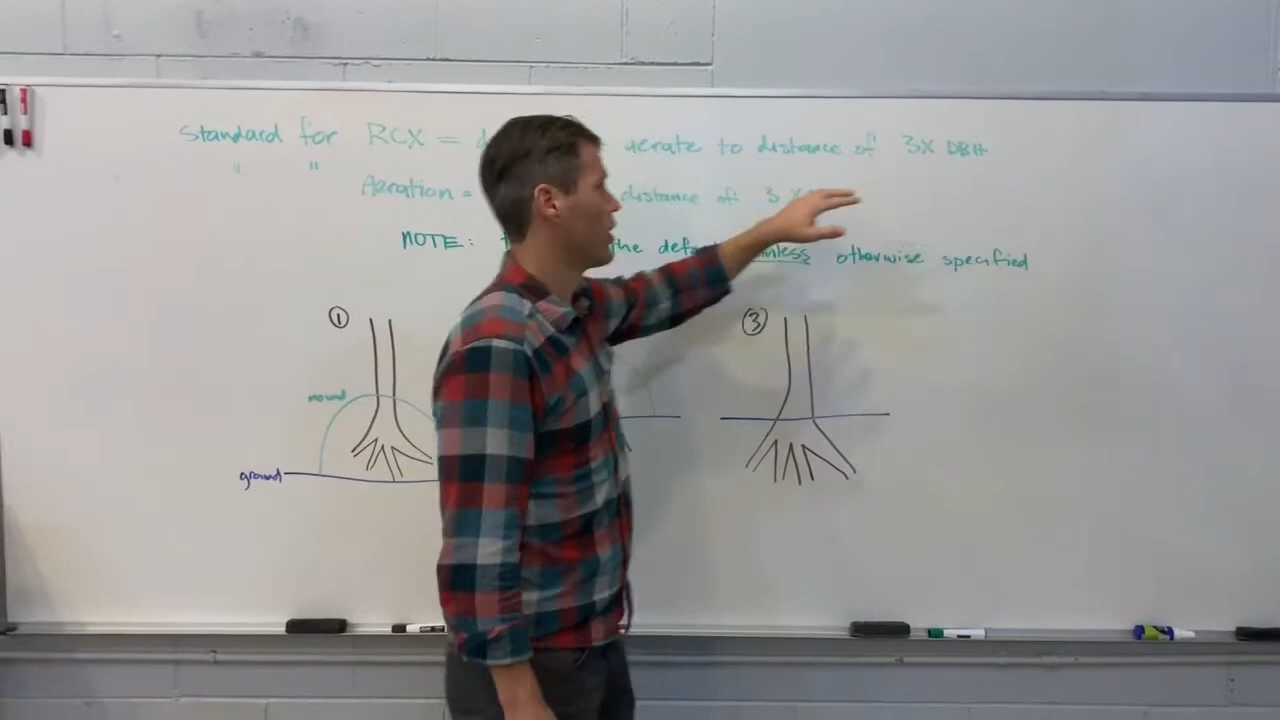 Standard for RCX = aerate to distance of 3X DBH
" "
Aeration = distance of 3 X
NOTE: the unless otherwise specified
① ③
mound
ground